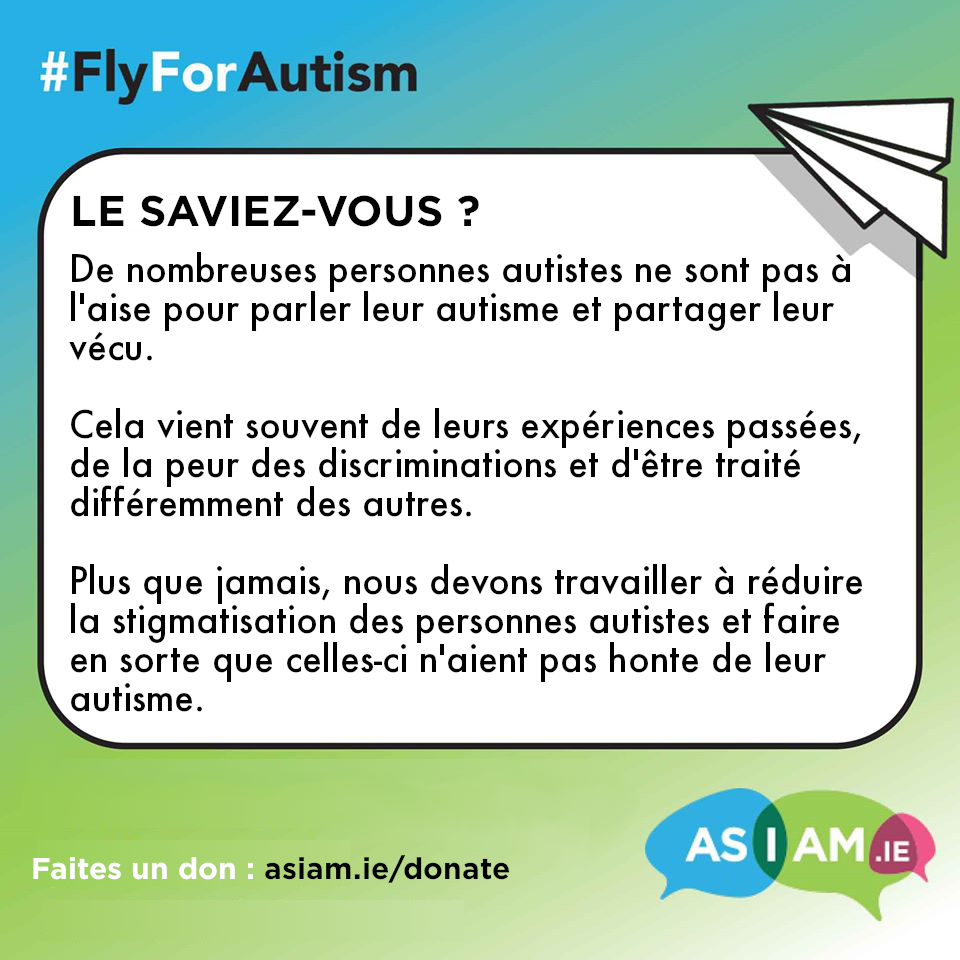 #FlyForAutism
LE SAVIEZ-VOUS ?
De nombreuses personnes autistes ne sont pas à
l'aise pour parler leur autisme et partager leur
vécu.
Cela vient souvent de leurs expériences passées,
de la peur des discriminations et d'être traité
différemment des autres.
Plus que jamais, nous devons travailler à réduire
la stigmatisation des personnes autistes et faire
en sorte que celles-ci n'aient pas honte de leur
autisme.
Faites un don : asiam.ie/donate
AS I AM.IE